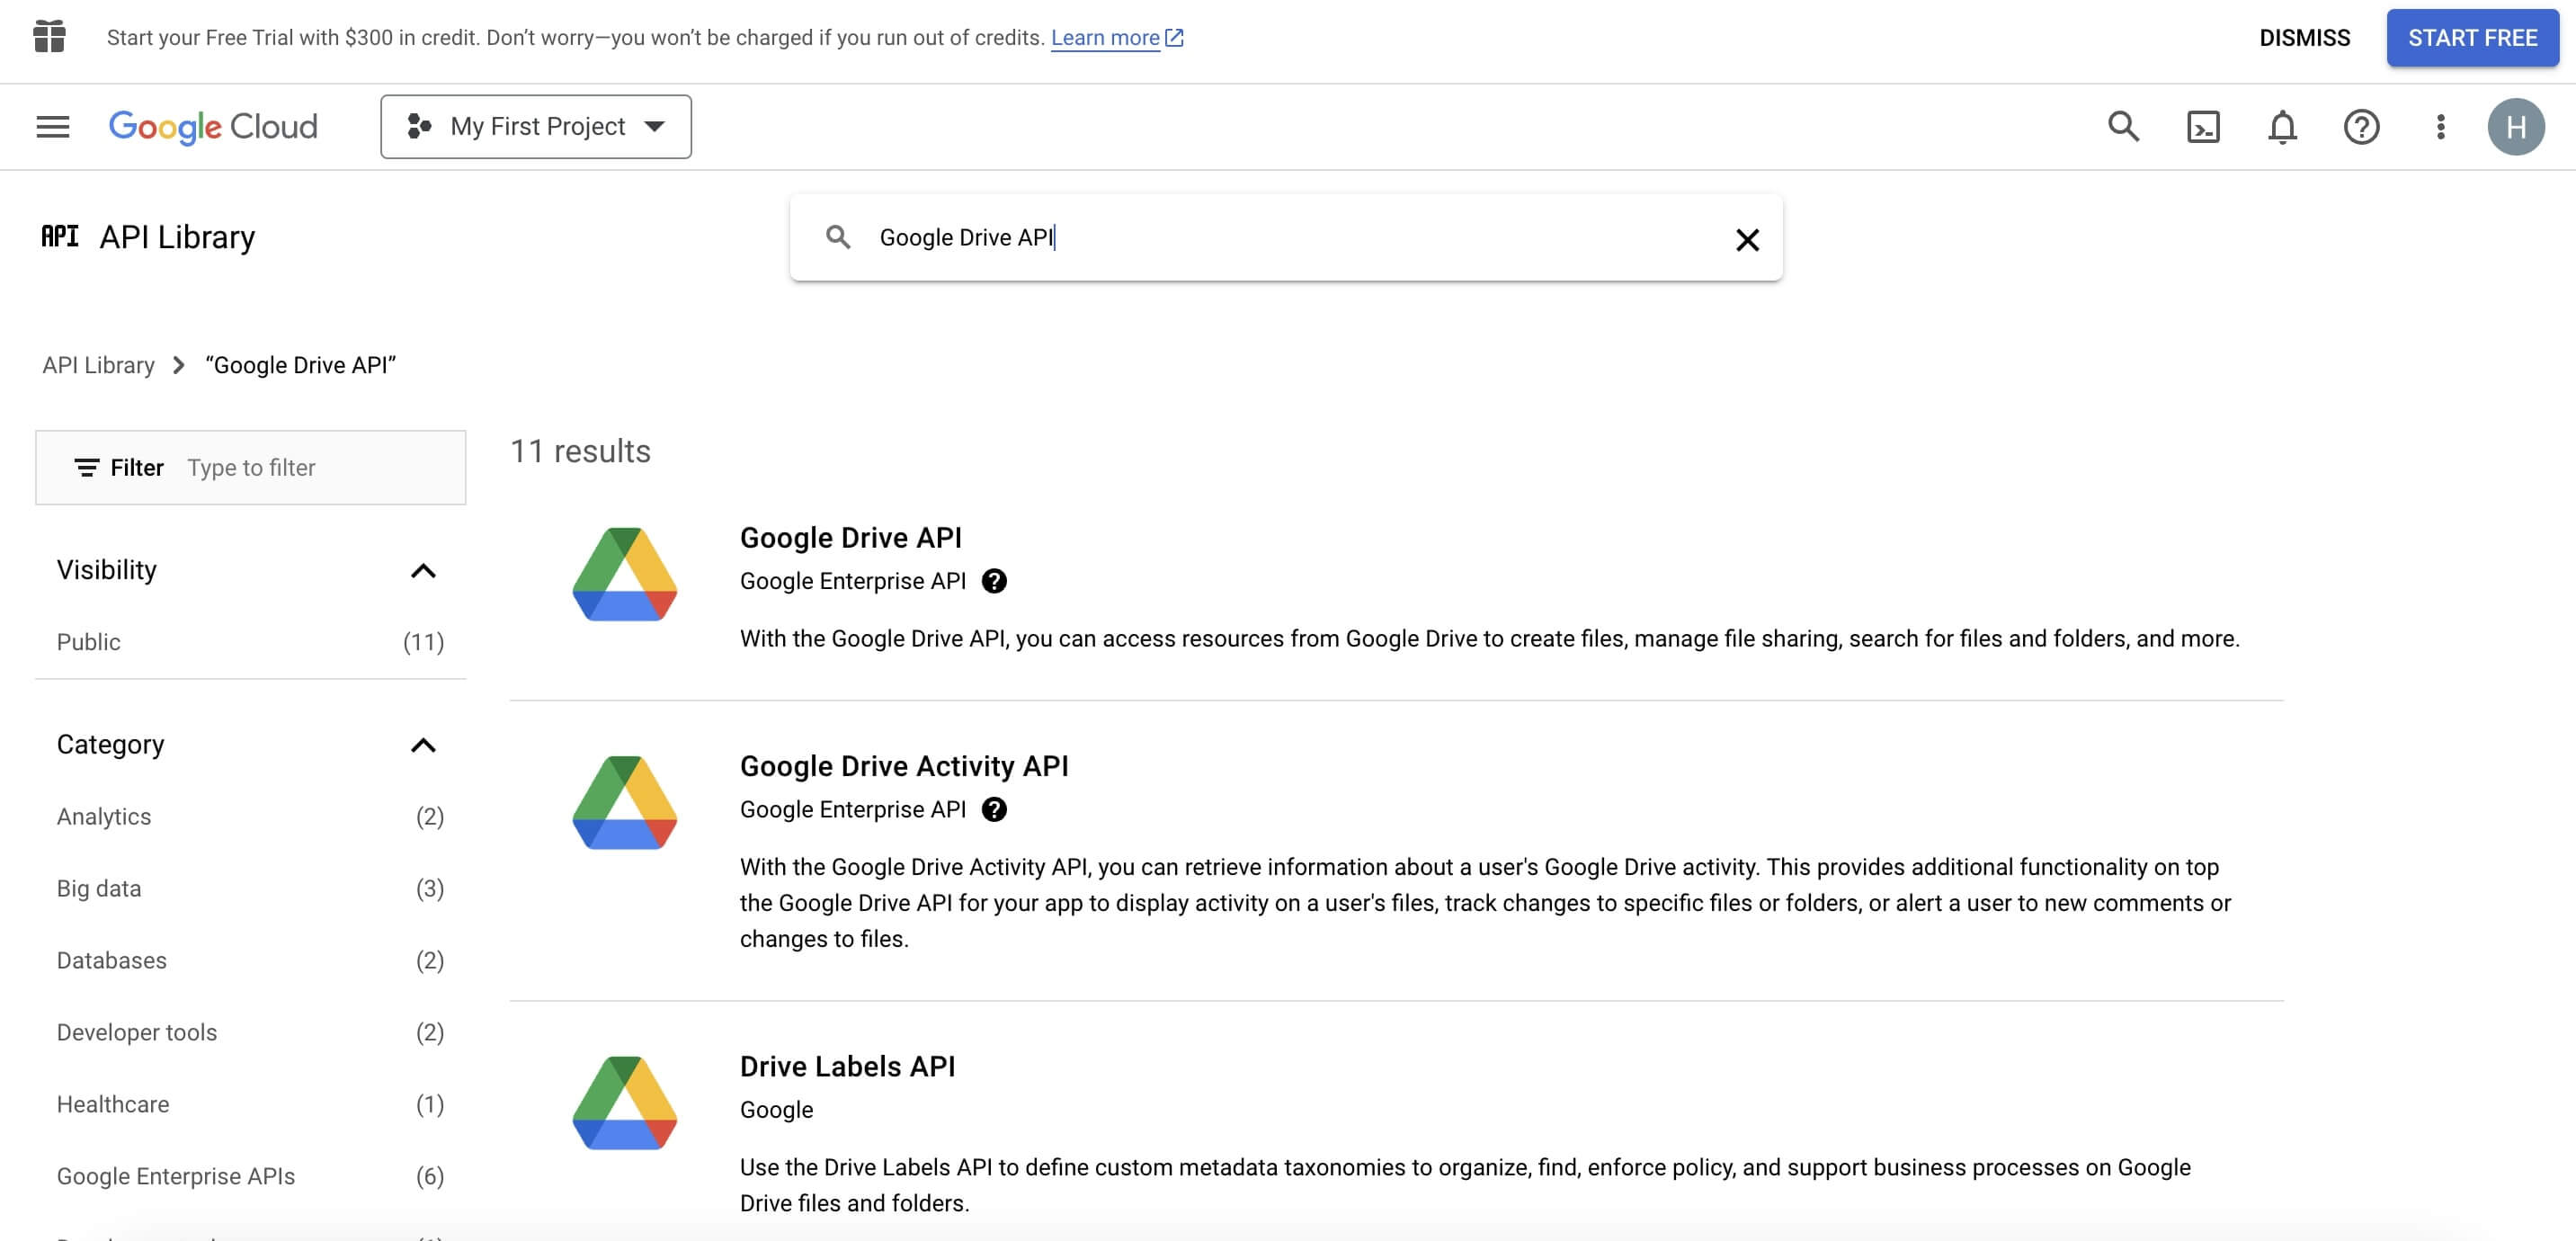 Start your Free Trial with $300 in credit. Don’t worry—you won’t be charged if you run out of credits. Learn more
DISMISS
START FREE
Google Cloud
My First Project
H
API API Library
Google Drive API
API Library > “Google Drive API”
Filter Type to filter
11 results
Visibility
Public (11)
Category
Analytics (2)
Big data (3)
Databases (2)
Developer tools (2)
Healthcare (1)
Google Enterprise APIs (6)
Google Drive API
Google Enterprise API
With the Google Drive API, you can access resources from Google Drive to create files, manage file sharing, search for files and folders, and more.
Google Drive Activity API
Google Enterprise API
With the Google Drive Activity API, you can retrieve information about a user's Google Drive activity. This provides additional functionality on top
the Google Drive API for your app to display activity on a user's files, track changes to specific files or folders, or alert a user to new comments or
changes to files.
Drive Labels API
Google
Use the Drive Labels API to define custom metadata taxonomies to organize, find, enforce policy, and support business processes on Google
Drive files and folders.